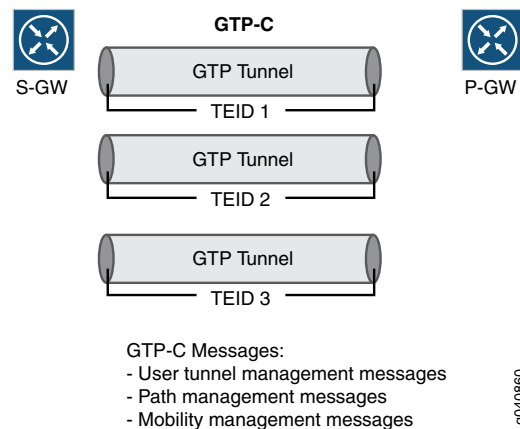 GTP-C
S-GW
P-GW
GTP Tunnel
TEID 1
GTP Tunnel
TEID 2
GTP Tunnel
TEID 3
GTP-C Messages:
- User tunnel management messages
- Path management messages
- Mobility management messages
g040860